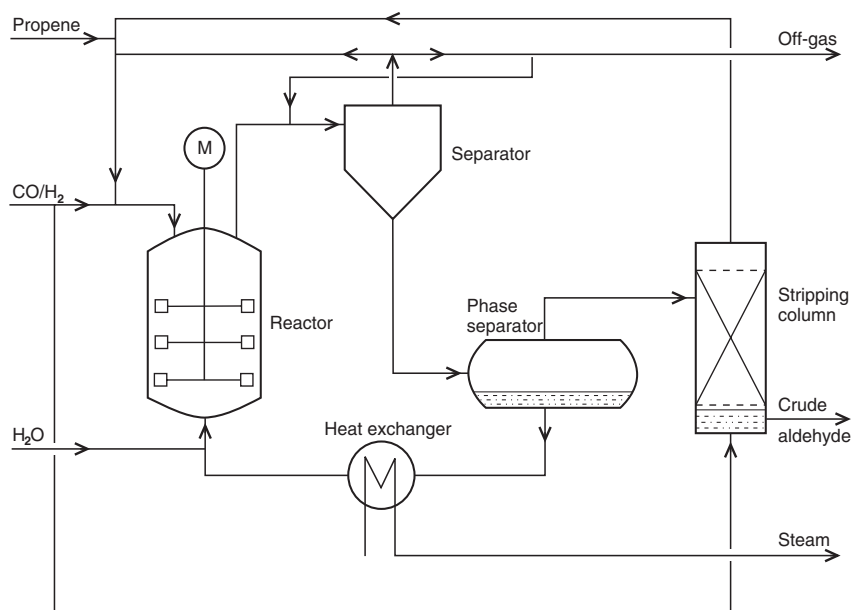 Propene
Off-gas
M
Separator
CO/H₂
Reactor
Phase
separator
Stripping
column
Crude
aldehyde
H₂O
Heat exchanger
Steam